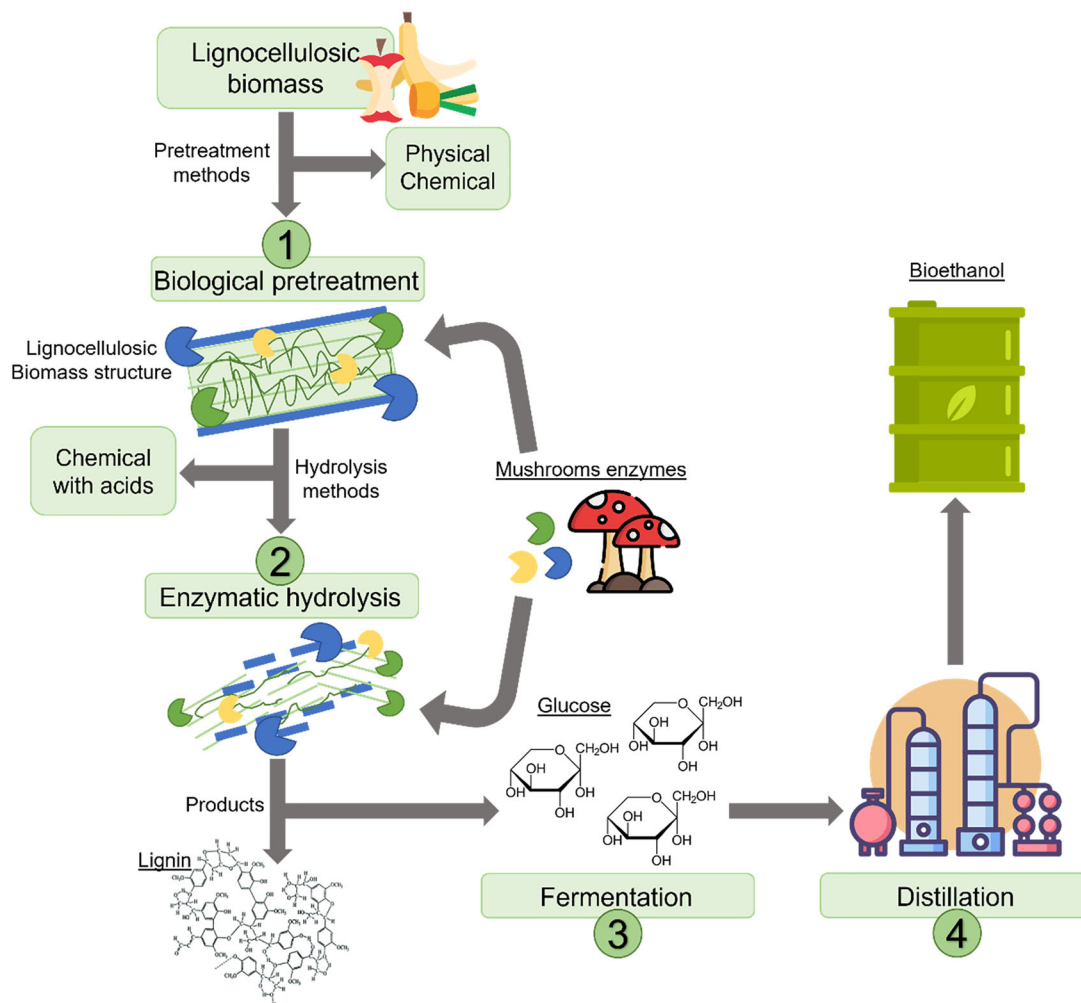 Lignocellulosic
biomass
Pretreatment
methods
Physical
Chemical
1
Biological pretreatment
Lignocellulosic
Biomass structure
Chemical
with acids
Hydrolysis
methods
Mushrooms enzymes
2
Enzymatic hydrolysis
Products
Lignin
Glucose
CH₂OH
OH
OH
OH
OH
CH₂OH
OH
OH
OH
OH
CH₂OH
OH
OH
OH
OH
Fermentation
3
Distillation
4
Bioethanol